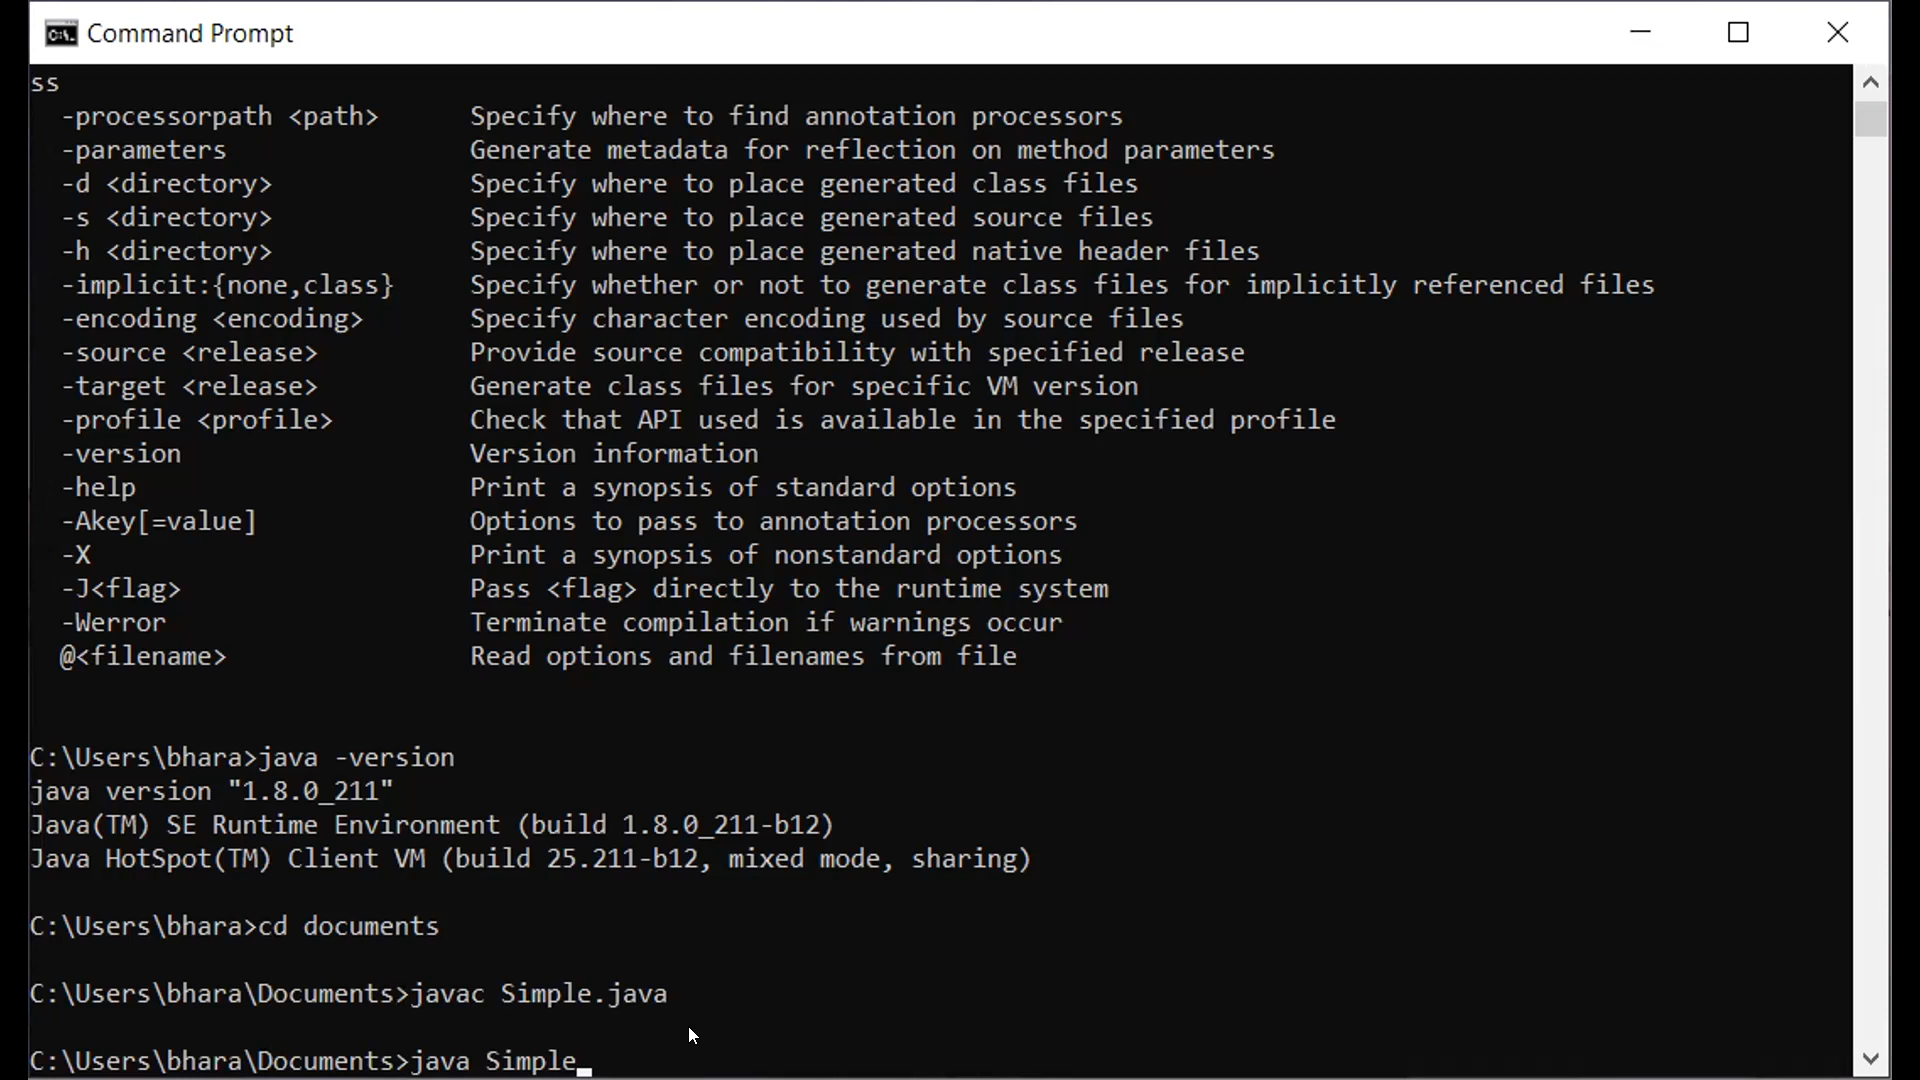 Command Prompt
ss
-processorpath <path> Specify where to find annotation processors
-parameters Generate metadata for reflection on method parameters
-d <directory> Specify where to place generated class files
-s <directory> Specify where to place generated source files
-h <directory> Specify where to place generated native header files
-implicit:{none,class} Specify whether or not to generate class files for implicitly referenced files
-encoding <encoding> Specify character encoding used by source files
-source <release> Provide source compatibility with specified release
-target <release> Generate class files for specific VM version
-profile <profile> Check that API used is available in the specified profile
-version Version information
-help Print a synopsis of standard options
-Akey[=value] Options to pass to annotation processors
-X Print a synopsis of nonstandard options
-J<flag> Pass <flag> directly to the runtime system
-Werror Terminate compilation if warnings occur
@<filename> Read options and filenames from file
C:\Users\bhara>java -version
java version "1.8.0_211"
Java(TM) SE Runtime Environment (build 1.8.0_211-b12)
Java HotSpot(TM) Client VM (build 25.211-b12, mixed mode, sharing)
C:\Users\bhara>cd documents
C:\Users\bhara\Documents>javac Simple.java
C:\Users\bhara\Documents>java Simple